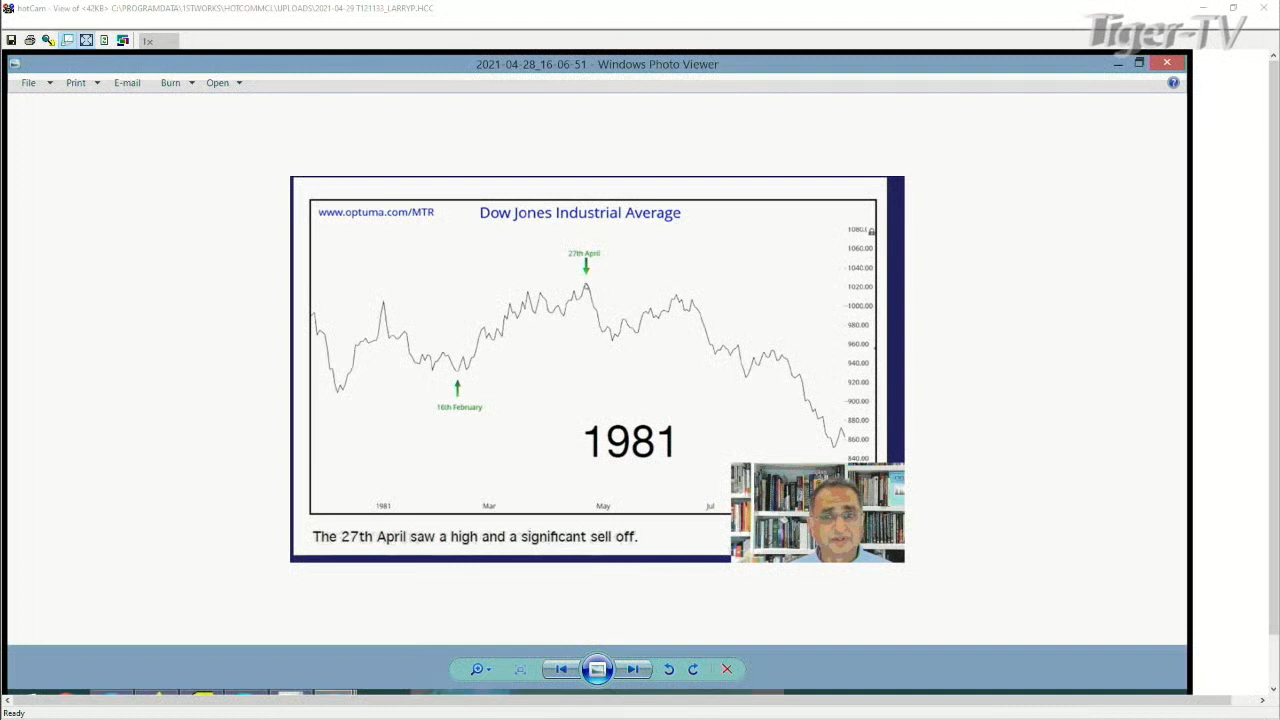 hotCam - View of <42KB> C:\PROGRAMDATA\1STWORKS\HOTCOMMCL\UPLOADS\2021-04-29 T121133_LARRYP.HCC
Tiger-TV
1x
2021-04-28_16-06-51 - Windows Photo Viewer
File Print E-mail Burn Open
www.optuma.com/MTR
Dow Jones Industrial Average
27th April
16th February
1981
1060.00
1040.00
1020.00
1000.00
980.00
960.00
940.00
920.00
900.00
880.00
860.00
840.00
1981 Mar May Jul
The 27th April saw a high and a significant sell off.
Ready